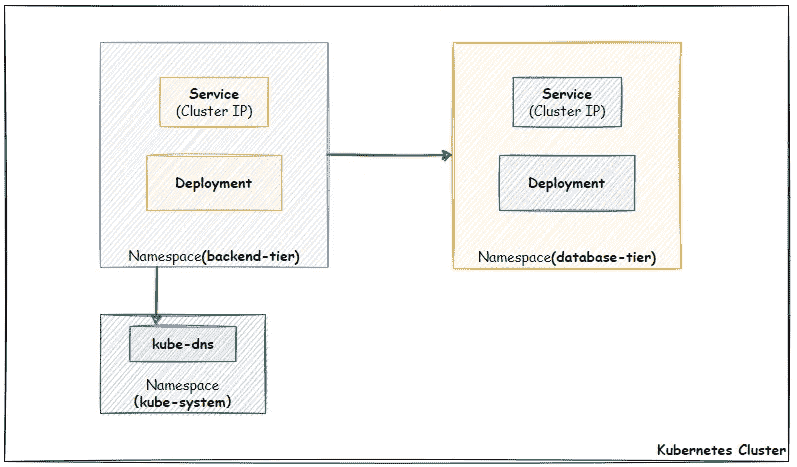 Service
(Cluster IP)
Deployment
Namespace(backend-tier)
Service
(Cluster IP)
Deployment
Namespace(database-tier)
kube-dns
Namespace
(kube-system)
Kubernetes Cluster